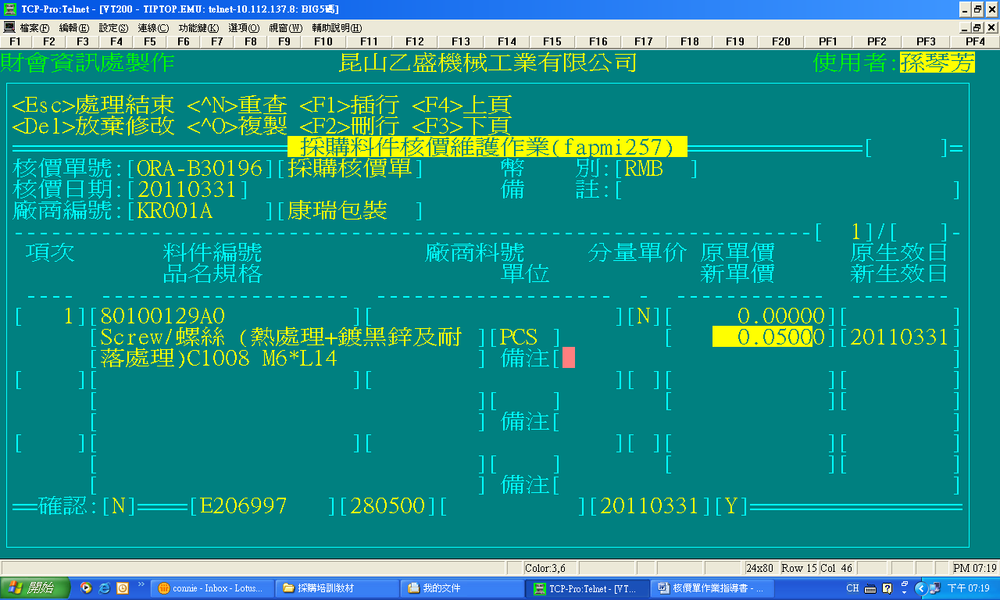 TCP-Pro:Telnet - [VT200 - TIPTOP.EMU: telnet-10.112.137.8: BIG5碼]
檔案(F) 編輯(E) 設定(S) 連線(C) 功能鍵(K) 選項(O) 視窗(W) 輔助說明(H)
F1 F2 F3 F4 F5 F6 F7 F8 F9 F10 F11 F12 F13 F14 F15 F16 F17 F18 F19 F20 PF1 PF2 PF3 PF4
財會資訊處製作 昆山乙盛機械工業有限公司 使用者:孫琴芳
<Esc>處理結束 <^N>重查 <F1>插行 <F4>上頁
<Del>放棄修改 <^O>複製 <F2>刪行 <F3>下頁
══════════ 採購料件核價維護作業(fapmi257) ══════════[ ]═
核價單號:[ORA-B30196][採購核價單] 幣 別:[RMB ]
核價日期:[20110331] 備 註:[ ]
廠商編號:[KR001A ][康瑞包裝 ]
----------------------------------------------------------------[ 1]/[ ]-
項次 料件編號 廠商料號 分量單价 原單價 原生效日
品名規格 單位 新單價 新生效日
---- -------------------- ------------------- - ------------ --------
[ 1][80100129A0 ][ ][N][ 0.00000][ ]
[Screw/螺絲 (熱處理+鍍黑鋅及耐 ][PCS ] [ 0.05000][20110331]
[落處理)C1008 M6*L14 ] 備注[ ]
[ ][ ][ ][ ][ ][ ]
[ ][ ] [ ][ ]
[ ] 備注[ ]
[ ][ ][ ][ ][ ][ ]
[ ][ ] [ ][ ]
[ ] 備注[ ]
══確認:[N]════[E206997 ][280500][ ][20110331][Y]═════════════════
Color:3,6 24x80 Row 15 Col 46 PM 07:19
開始 connie - Inbox - Lotus... 採購培訓教材 我的文件 TCP-Pro:Telnet - [VT... 核價單作業指導書 - ... CH 下午 07:19